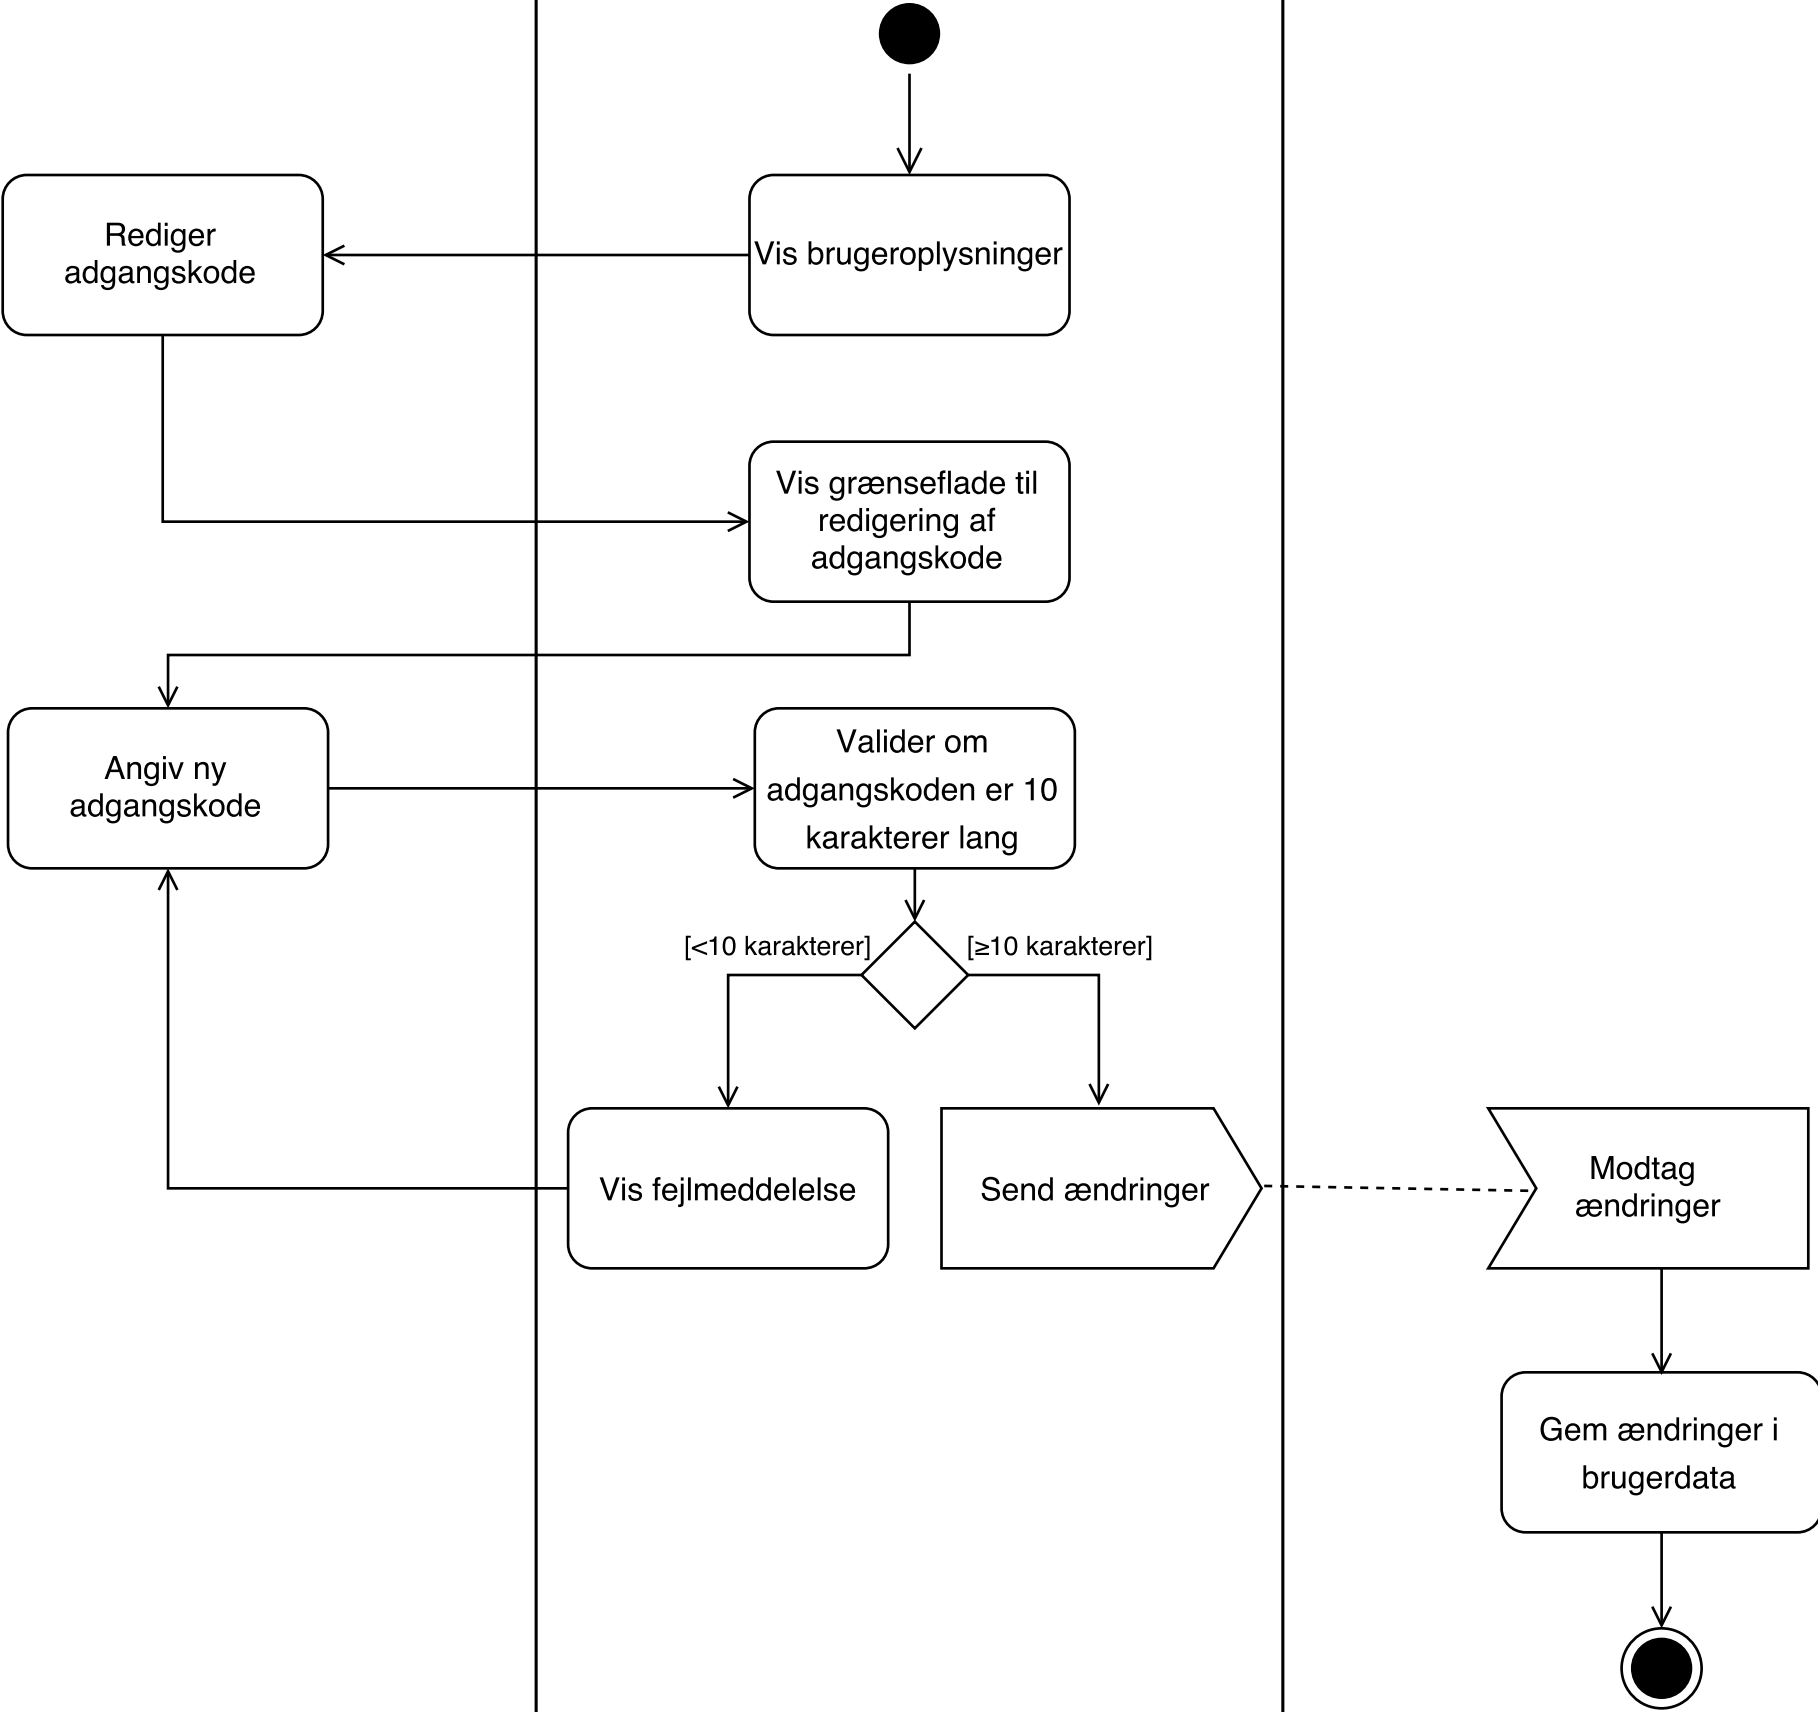 Rediger
adgangskode
Vis brugeroplysninger
Vis grænseflade til
redigering af
adgangskode
Angiv ny
adgangskode
Valider om
adgangskoden er 10
karakterer lang
[<10 karakterer]
[≥10 karakterer]
Vis fejlmeddelelse
Send ændringer
Modtag
ændringer
Gem ændringer i
brugerdata